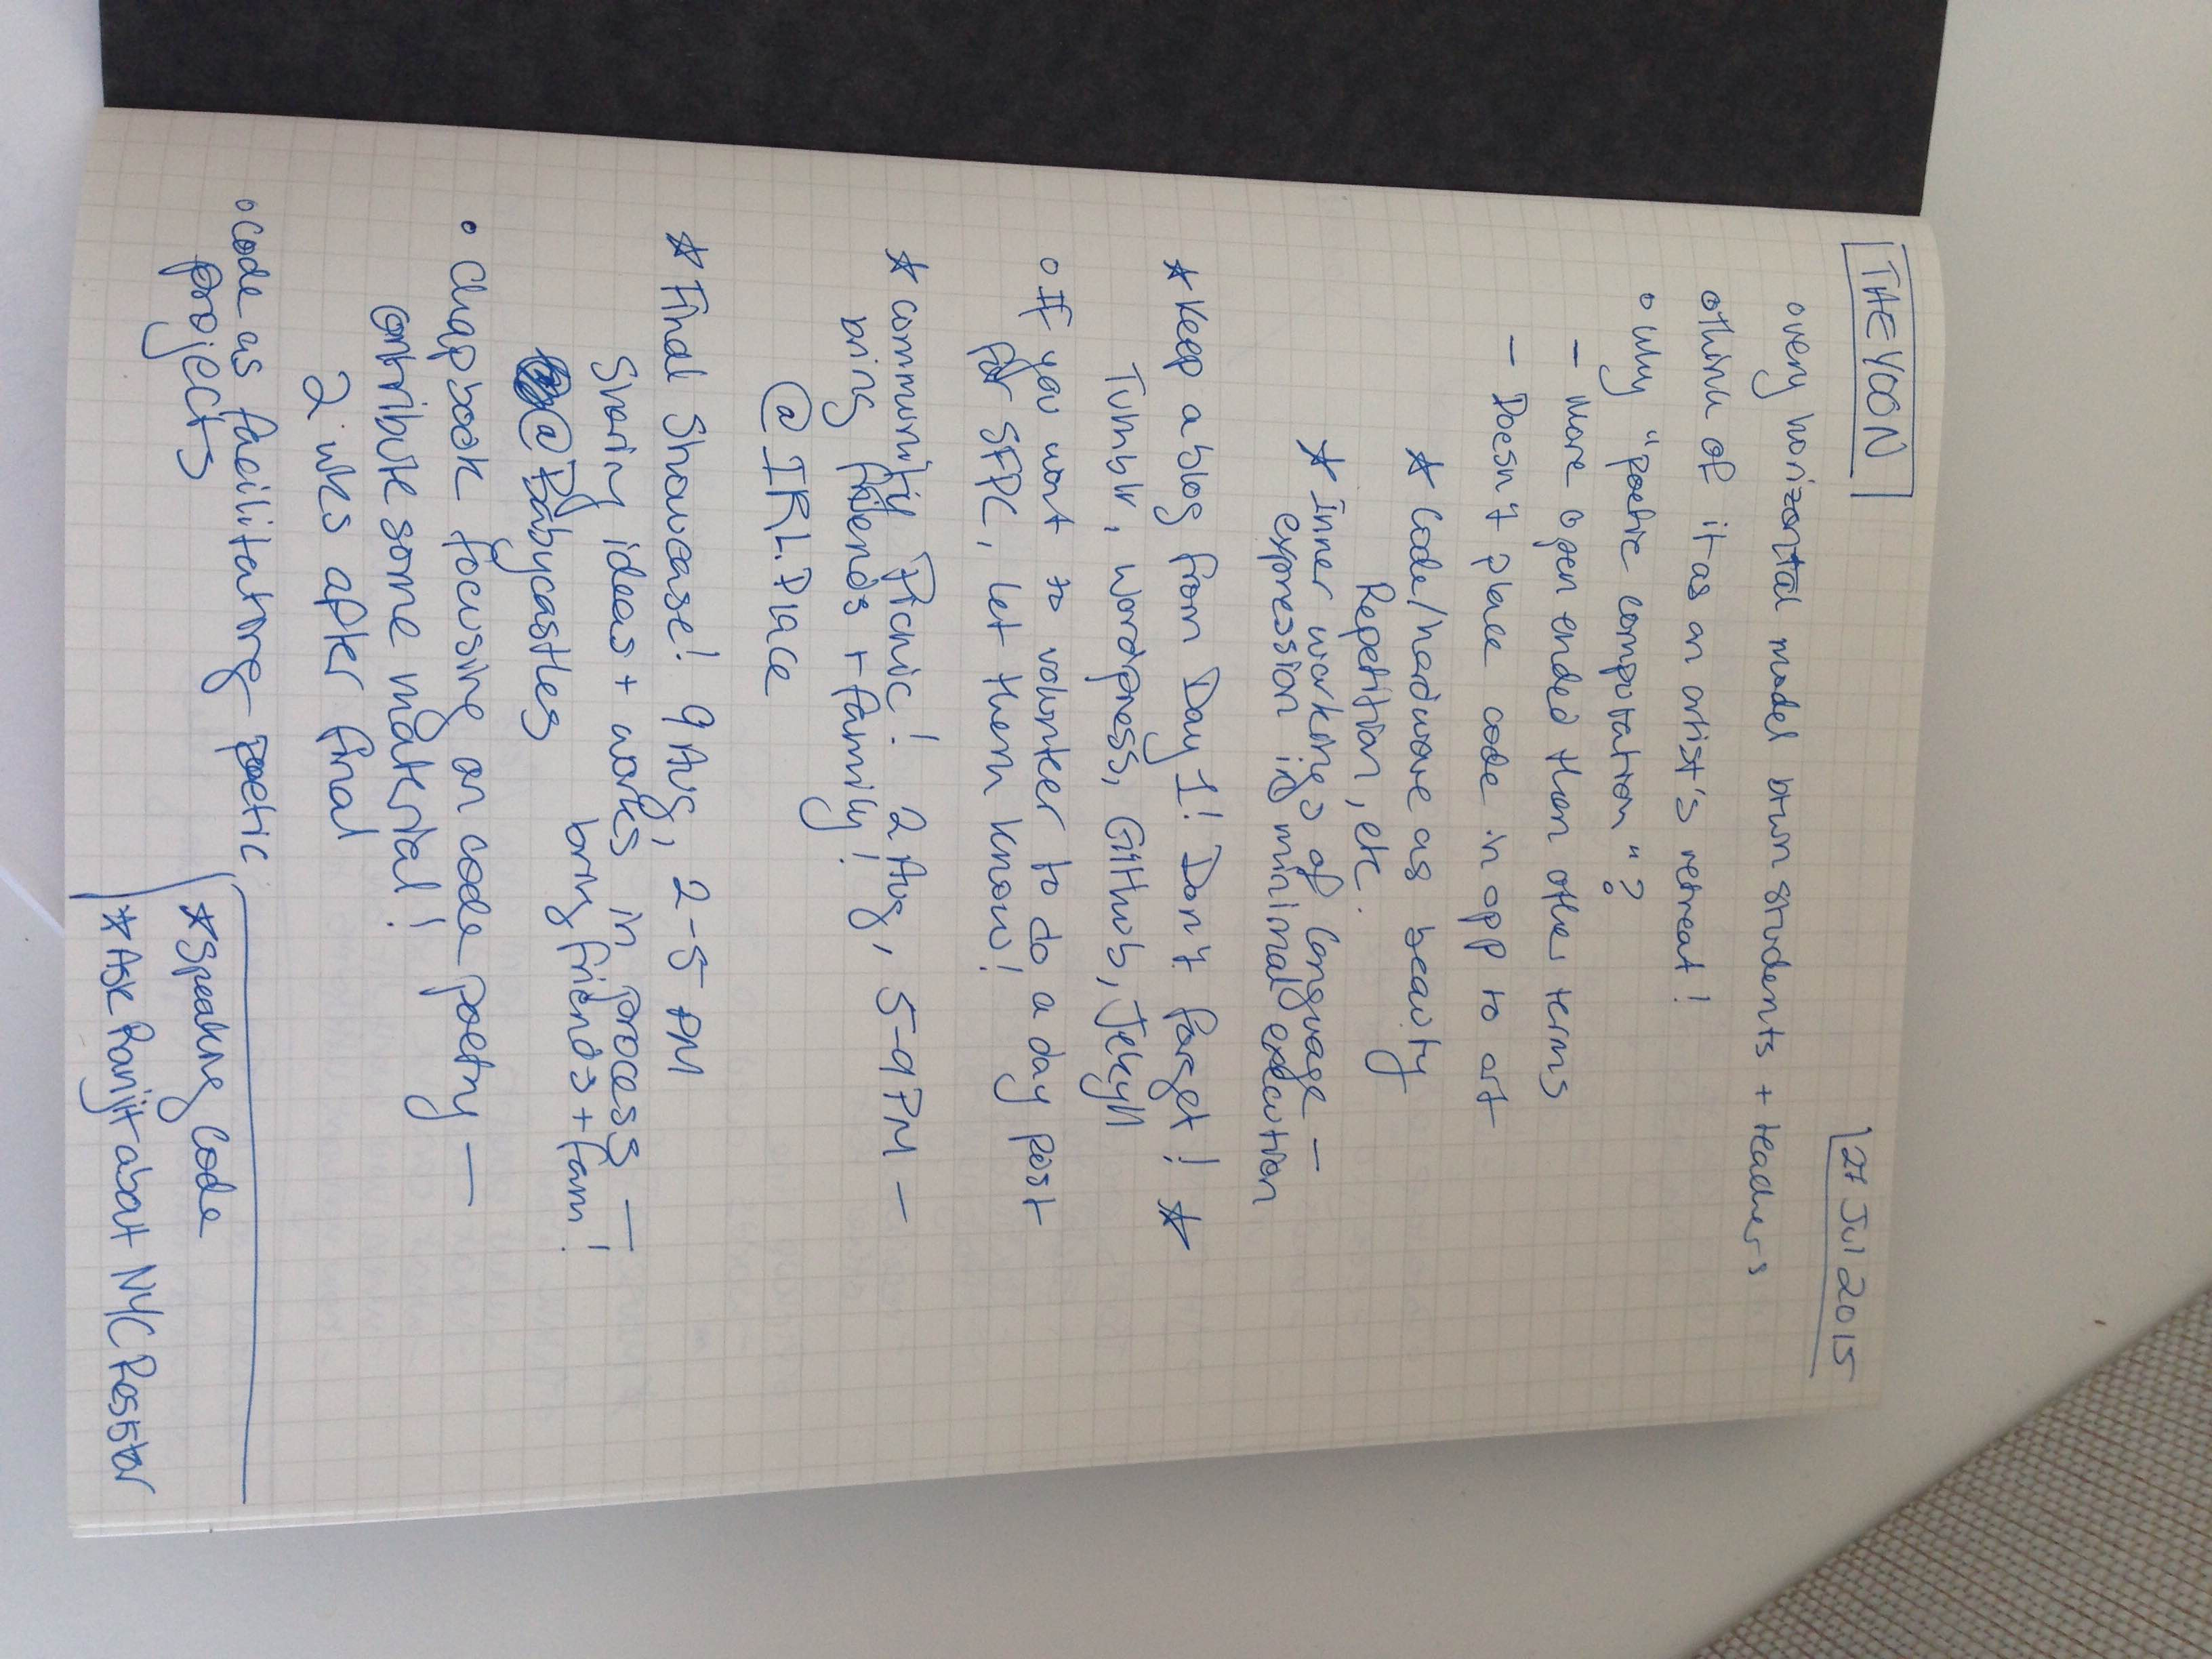 TAEYOON
27 Jul 2015
o very horizontal model btwn students + teachers
o think of it as an artist's retreat!
o why "poetic computation"?
- More open ended than other terms
- Doesn't place code in opp to art
☆ Code/hardware as beauty
Repetition, etc.
☆ Inner workings of language -
expression in minimal execution
☆ Keep a blog from Day 1! Don't forget! ☆
Tumblr, Wordpress, GitHub, Jekyll
o If you want to volunteer to do a day post
for SFPC, let them know!
☆ Community Picnic! 2 Aug, 5-9 PM -
bring friends + family!
@ IRL Place
☆ Final Showcase! 9 Aug, 2-5 PM
Sharing ideas + works in process -
@ Babycastles bring friends + fam!
• Chapbook focusing on code poetry -
Contribute some material!
2 wks after final
o code as facilitating poetic
projects
☆ Speaking Code
☆ Ask Ranjit about NYC Resistor